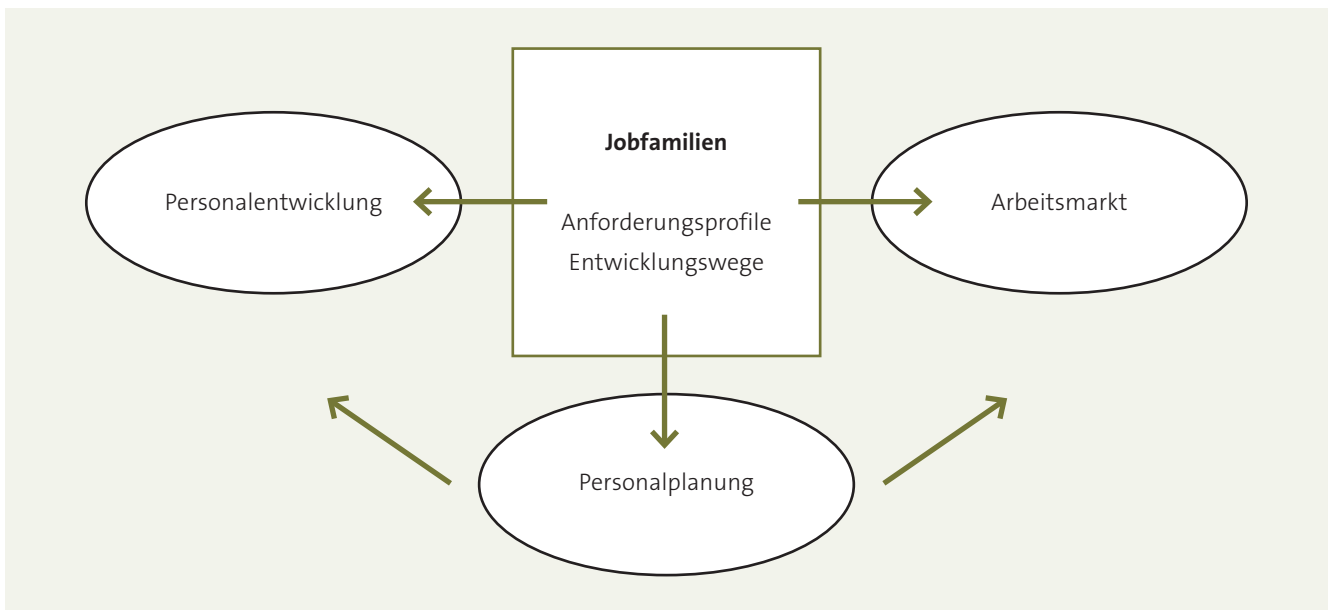 Jobfamilien
Personalentwicklung
Anforderungsprofile
Entwicklungswege
Arbeitsmarkt
Personalplanung